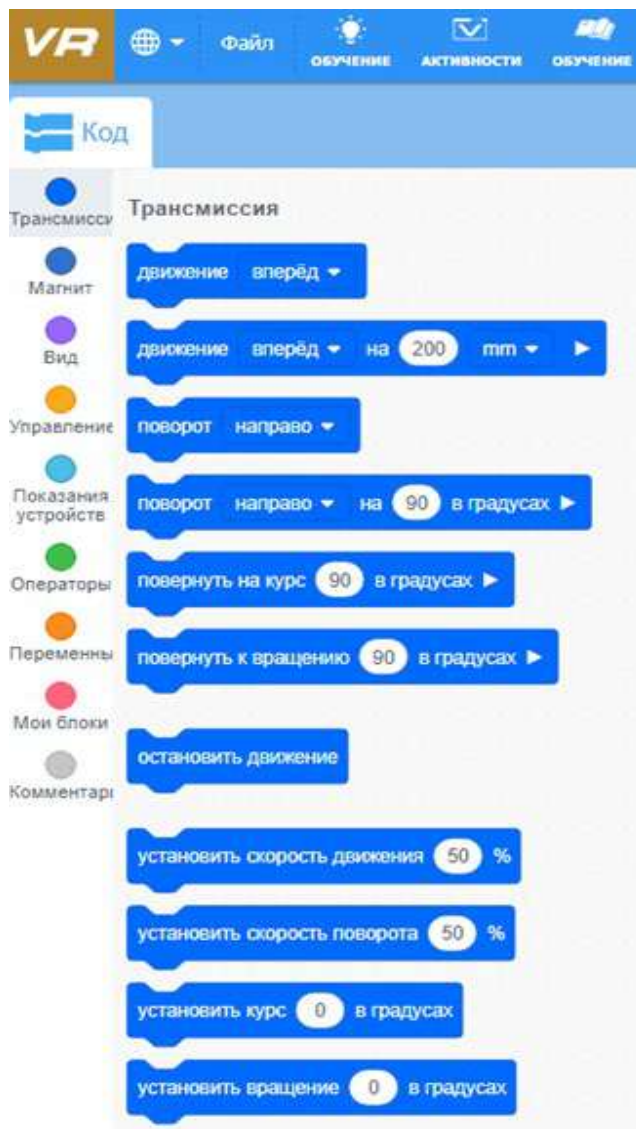 VR Файл ОБУЧЕНИЕ АКТИВНОСТИ ОБУЧЕНИЕ
Код
Трансмисси
Магнит
Вид
Управление
Показания
устройств
Операторы
Переменны
Мои блоки
Комментарі
Трансмиссия
движение вперёд
движение вперёд на 200 mm
поворот направо
поворот направо на 90 в градусах
повернуть на курс 90 в градусах
повернуть к вращению 90 в градусах
остановить движение
установить скорость движения 50 %
установить скорость поворота 50 %
установить курс 0 в градусах
установить вращение 0 в градусах